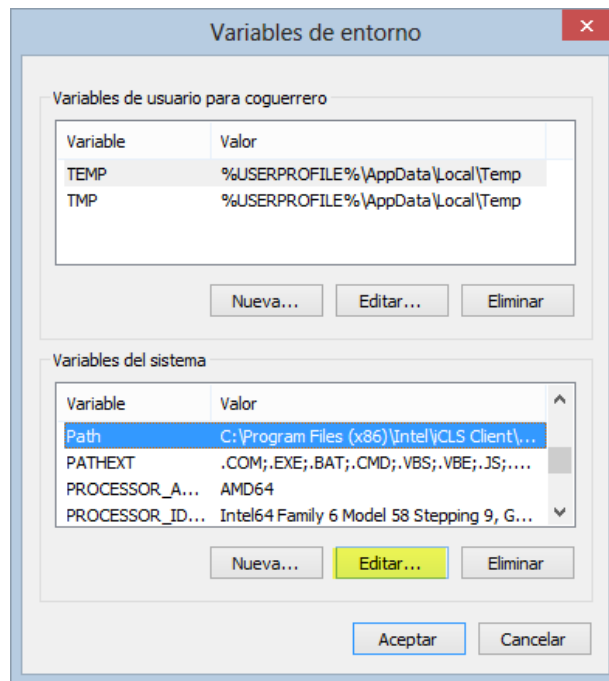 Variables de entorno
Variables de usuario para coguerrero
Variable Valor
TEMP %USERPROFILE%\AppData\Local\Temp
TMP %USERPROFILE%\AppData\Local\Temp
Nueva... Editar... Eliminar
Variables del sistema
Variable Valor
Path C:\Program Files (x86)\Intel\iCLS Client\...
PATHEXT .COM;.EXE;.BAT;.CMD;.VBS;.VBE;.JS;....
PROCESSOR_A... AMD64
PROCESSOR_ID... Intel64 Family 6 Model 58 Stepping 9, G...
Nueva... Editar... Eliminar
Aceptar Cancelar